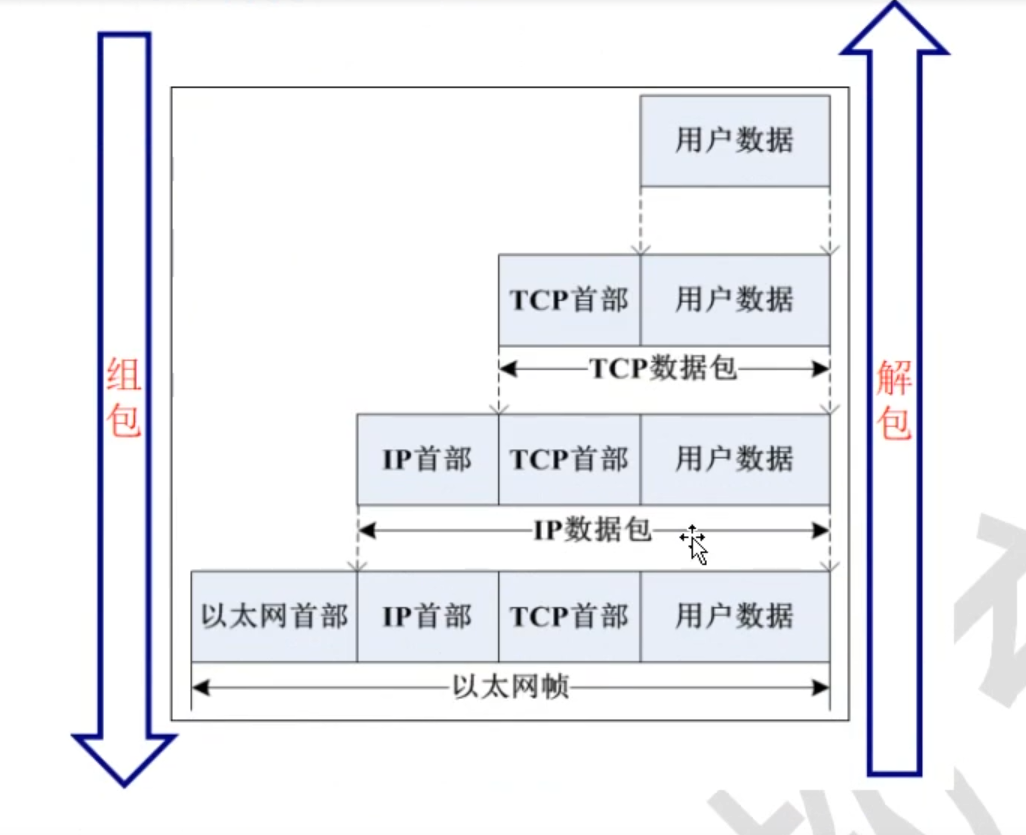 用户数据
TCP首部 用户数据
TCP数据包
组包
解包
IP首部 TCP首部 用户数据
IP数据包
以太网首部 IP首部 TCP首部 用户数据
以太网帧